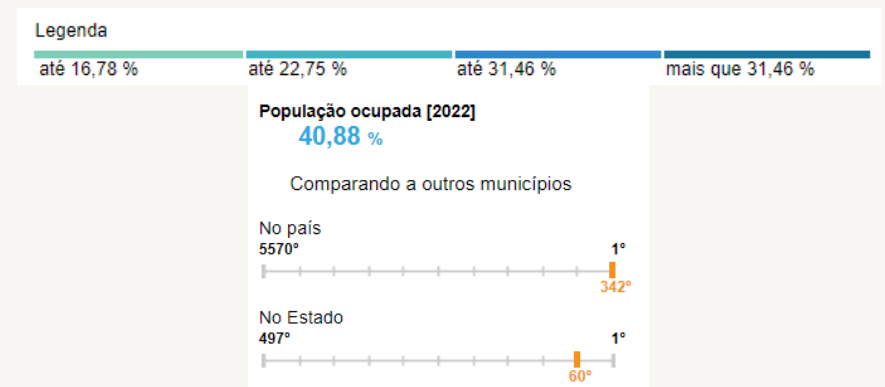 Legenda
até 16,78 % até 22,75 % até 31,46 % mais que 31,46 %
População ocupada [2022]
40,88 %
Comparando a outros municípios
No país
5570° 1°
342°
No Estado
497° 1°
60°